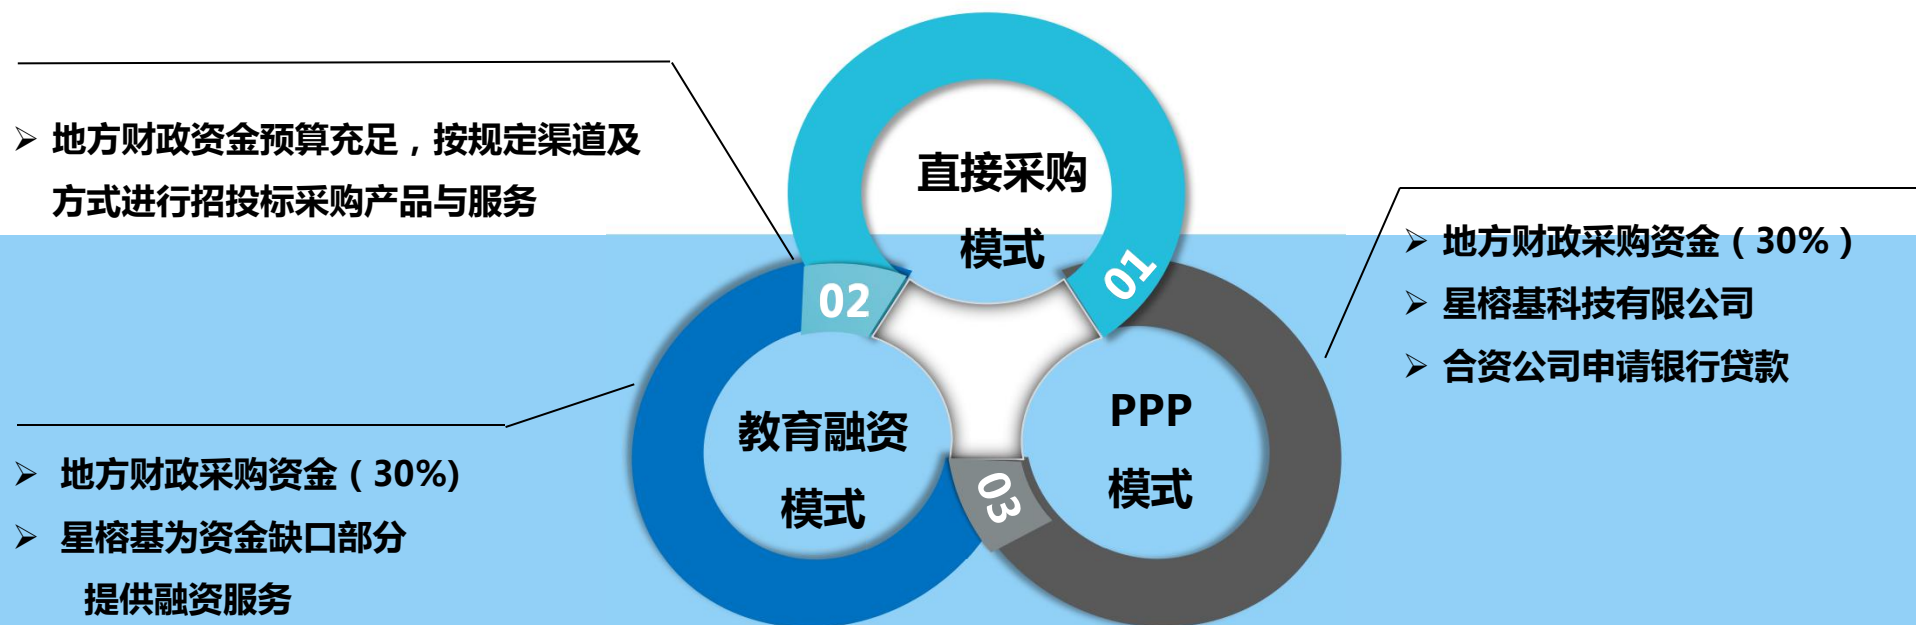 ➢ 地方财政资金预算充足，按规定渠道及
方式进行招投标采购产品与服务
直接采购
模式
01
02
➢ 地方财政采购资金（30%）
➢ 星榕基科技有限公司
➢ 合资公司申请银行贷款
教育融资
模式
PPP
模式
03
➢ 地方财政采购资金（30%)
➢ 星榕基为资金缺口部分
提供融资服务